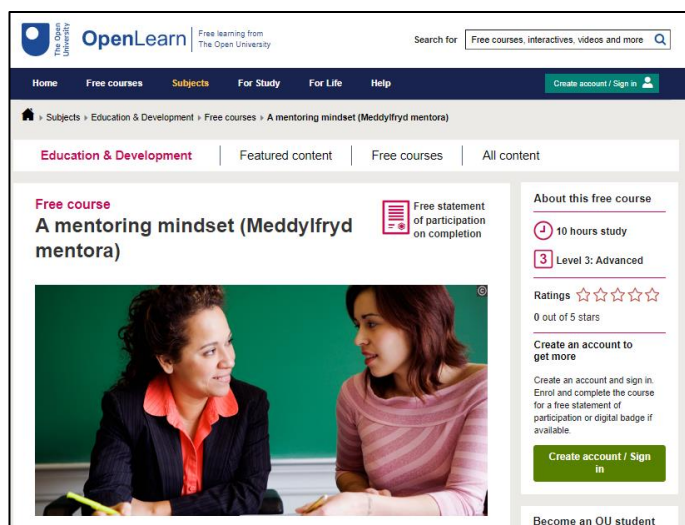 The Open
University
OpenLearn
Free learning from
The Open University
Search for
Free courses, interactives, videos and more
Home Free courses Subjects For Study For Life Help
Create account / Sign in
Subjects Education & Development Free courses A mentoring mindset (Meddylfryd mentora)
Education & Development Featured content Free courses All content
Free course
A mentoring mindset (Meddylfryd
mentora)
Free statement
of participation
on completion
©
About this free course
10 hours study
3 Level 3: Advanced
Ratings
0 out of 5 stars
Create an account to
get more
Create an account and sign in.
Enrol and complete the course
for a free statement of
participation or digital badge if
available.
Create account / Sign
in
Become an OU student